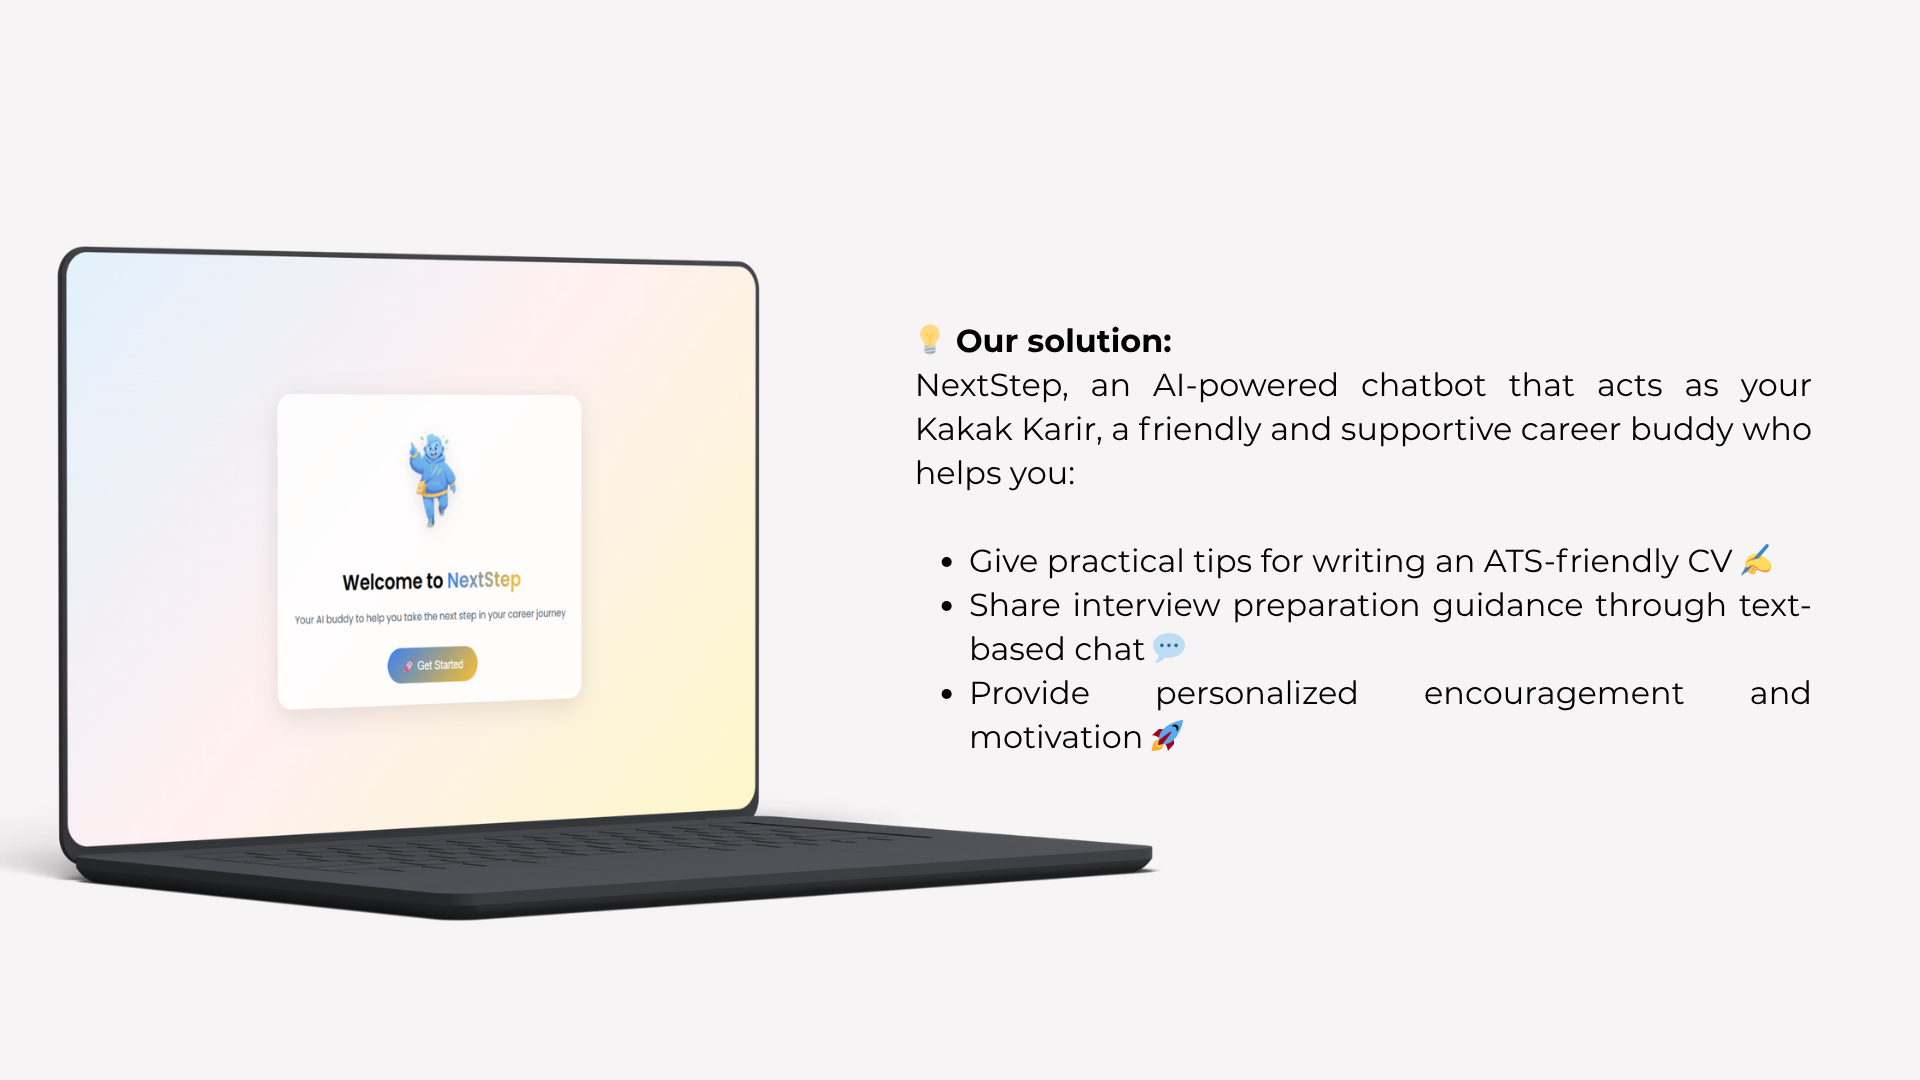 Welcome to NextStep
Your AI buddy to help you take the next step in your career journey
🚀 Get Started
💡 Our solution:
NextStep, an AI-powered chatbot that acts as your
Kakak Karir, a friendly and supportive career buddy who
helps you:
• Give practical tips for writing an ATS-friendly CV ✍️
• Share interview preparation guidance through text-
based chat 💬
• Provide personalized encouragement and
motivation 🚀